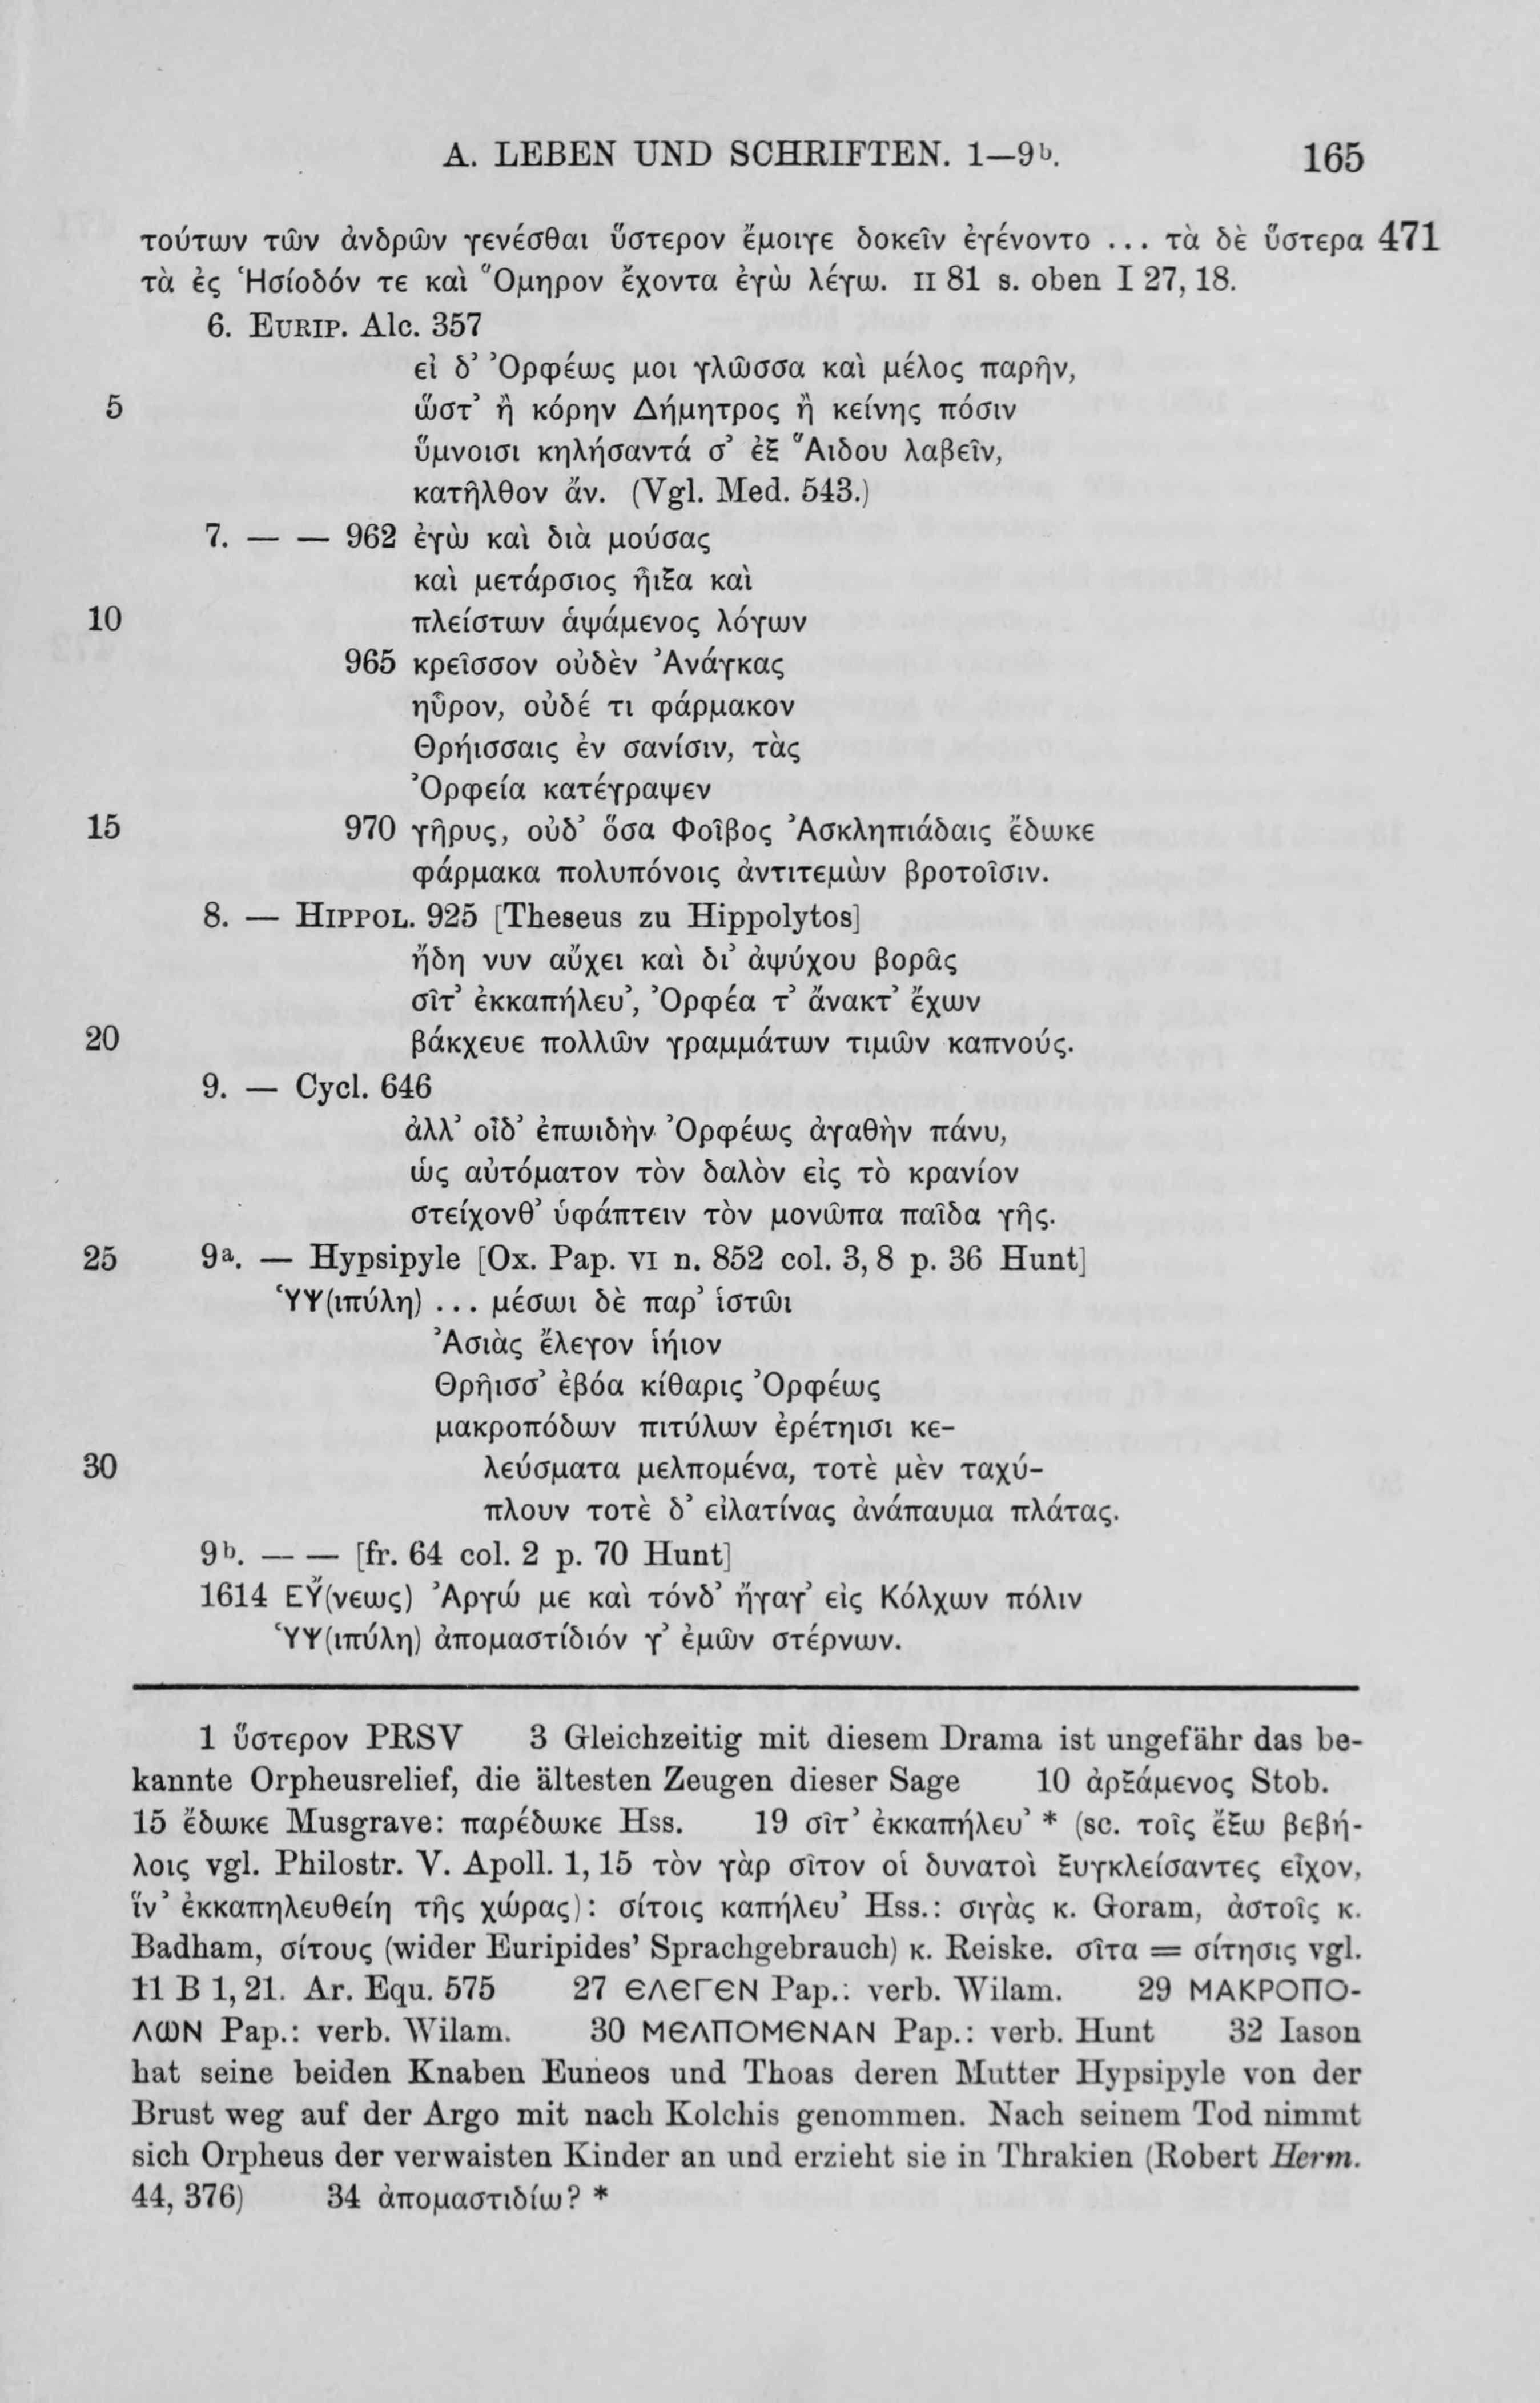 A. LEBEN UND SCHRIFTEN. 1—9ᵇ. 165
τούτων τῶν ἀνδρῶν γενέσθαι ὕστερον ἔμοιγε δοκεῖν ἐγένοντο ... τὰ δὲ ὕστερα 471
τὰ ἐς Ἡσίοδόν τε καὶ Ὅμηρον ἔχοντα ἐγὼ λέγω. II 81 s. oben I 27, 18.
6. EURIP. Alc. 357
εἰ δ’ Ὀρφέως μοι γλῶσσα καὶ μέλος παρῆν,
5 ὥστ’ ἢ κόρην Δήμητρος ἢ κείνης πόσιν
ὕμνοισι κηλήσαντά σ’ ἐξ Ἅιδου λαβεῖν,
κατῆλθον ἄν. (Vgl. Med. 543.)
7. — — 962 ἐγὼ καὶ διὰ μούσας
καὶ μετάρσιος ἦιξα καὶ
10 πλείστων ἁψάμενος λόγων
965 κρεῖσσον οὐδὲν Ἀνάγκας
ηὗρον, οὐδέ τι φάρμακον
Θρήισσαις ἐν σανίσιν, τὰς
Ὀρφεία κατέγραψεν
15 970 γῆρυς, οὐδ’ ὅσα Φοῖβος Ἀσκληπιάδαις ἔδωκε
φάρμακα πολυπόνοις ἀντιτεμὼν βροτοῖσιν.
8. — HIPPOL. 925 [Theseus zu Hippolytos]
ἤδη νυν αὔχει καὶ δι’ ἀψύχου βορᾶς
σῖτ’ ἐκκαπήλευ’, Ὀρφέα τ’ ἄνακτ’ ἔχων
20 βάκχευε πολλῶν γραμμάτων τιμῶν καπνούς.
9. — Cycl. 646
ἀλλ’ οἶδ’ ἐπωιδὴν Ὀρφέως ἀγαθὴν πάνυ,
ὡς αὐτόματον τὸν δαλὸν εἰς τὸ κρανίον
στείχονθ’ ὑφάπτειν τὸν μονῶπα παῖδα γῆς.
25 9ᵃ. — Hypsipyle [Ox. Pap. VI n. 852 col. 3, 8 p. 36 Hunt]
ὙΨ(ιπύλη) ... μέσωι δὲ παρ’ ἱστῶι
Ἀσιὰς ἔλεγον ἰήιον
Θρῆισσ’ ἐβόα κίθαρις Ὀρφέως
μακροπόδων πιτύλων ἐρέτηισι κε-
30 λεύσματα μελπομένα, τοτὲ μὲν ταχύ-
πλουν τοτὲ δ’ εἰλατίνας ἀνάπαυμα πλάτας.
9ᵇ. — — [fr. 64 col. 2 p. 70 Hunt]
1614 ΕΥ̓͂(νεως) Ἀργώ με καὶ τόνδ’ ἤγαγ’ εἰς Κόλχων πόλιν
ὙΨ(ιπύλη) ἀπομαστίδιόν γ’ ἐμῶν στέρνων.
1 ὕστερον PRSV 3 Gleichzeitig mit diesem Drama ist ungefähr das be-
kannte Orpheusrelief, die ältesten Zeugen dieser Sage 10 ἀρξάμενος Stob.
15 ἔδωκε Musgrave: παρέδωκε Hss. 19 σῖτ’ ἐκκαπήλευ’ * (sc. τοῖς ἔξω βεβή-
λοις vgl. Philostr. V. Apoll. 1, 15 τὸν γὰρ σῖτον οἱ δυνατοὶ ξυγκλείσαντες εἶχον,
ἵν’ ἐκκαπηλευθείη τῆς χώρας): σίτοις καπήλευ’ Hss.: σιγὰς κ. Goram, ἀστοῖς κ.
Badham, σίτους (wider Euripides’ Sprachgebrauch) κ. Reiske. σῖτα = σίτησις vgl.
11 B 1, 21. Ar. Equ. 575 27 ЄΛЄΓЄΝ Pap.: verb. Wilam. 29 ΜΑΚΡΟΠΟ-
ΛωΝ Pap.: verb. Wilam. 30 ΜЄΛΠΟΜЄΝΑΝ Pap.: verb. Hunt 32 Iason
hat seine beiden Knaben Euneos und Thoas deren Mutter Hypsipyle von der
Brust weg auf der Argo mit nach Kolchis genommen. Nach seinem Tod nimmt
sich Orpheus der verwaisten Kinder an und erzieht sie in Thrakien (Robert Herm.
44, 376) 34 ἀπομαστιδίω? *